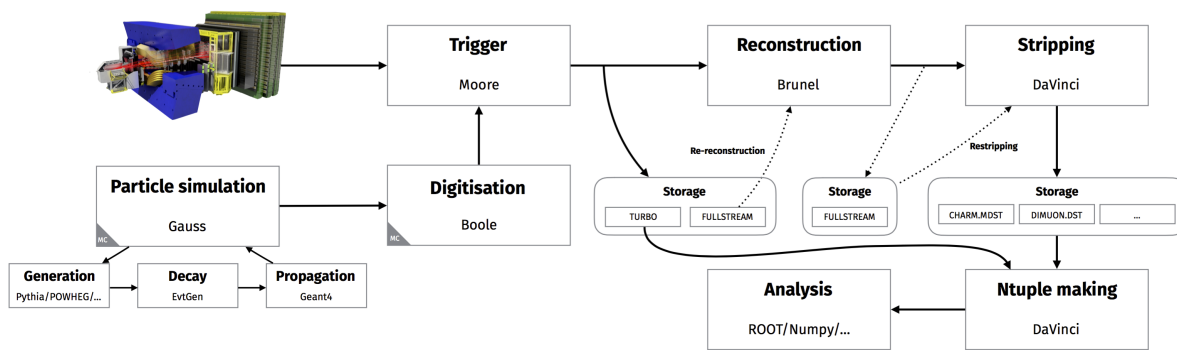 Trigger
Moore
Reconstruction
Brunel
Stripping
DaVinci
Re-reconstruction
Restripping
Particle simulation
Gauss
MC
Digitisation
Boole
MC
Storage
TURBO
FULLSTREAM
Storage
FULLSTREAM
Storage
CHARM.MDST
DIMUON.DST
...
Generation
Pythia/POWHEG/...
Decay
EvtGen
Propagation
Geant4
Analysis
ROOT/Numpy/...
Ntuple making
DaVinci